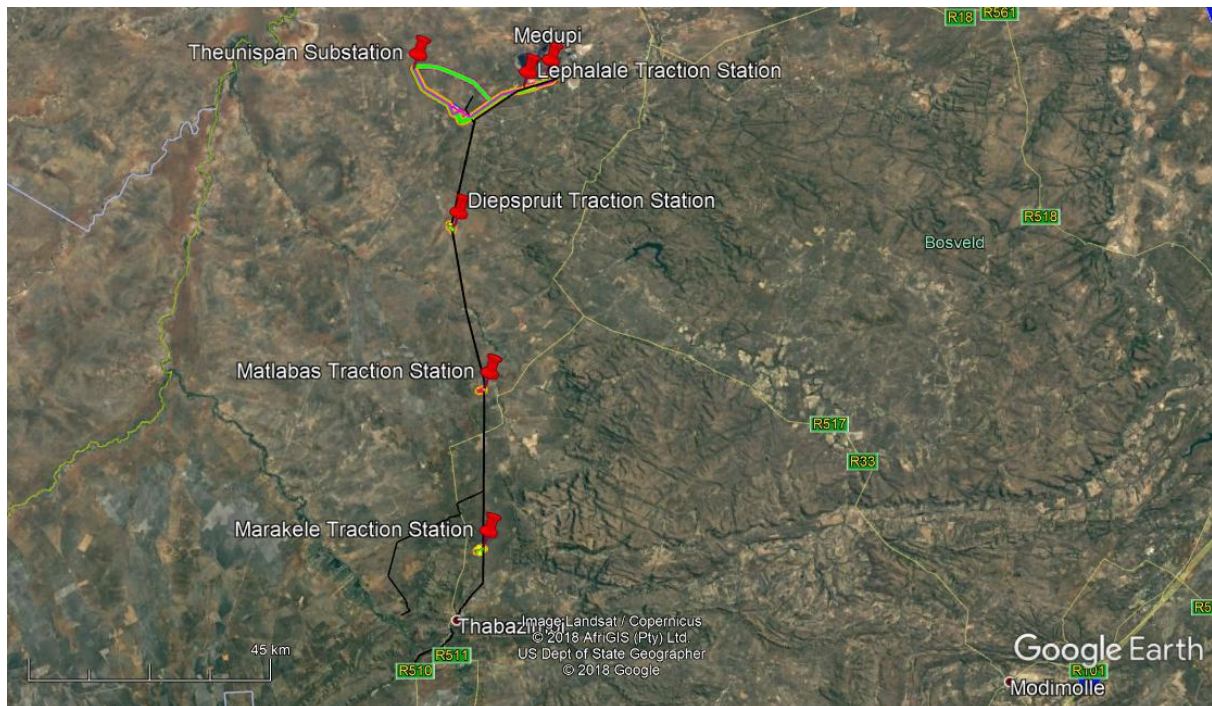 R18
R561
Medupi
Theunispan Substation
Lephalale Traction Station
Diepspruit Traction Station
R518
Bosveld
Matlabas Traction Station
R517
R33
Marakele Traction Station
Image Landsat / Copernicus
© 2018 AfriGIS (Pty) Ltd.
US Dept of State Geographer
© 2018 Google
45 km
R511
R510
Google Earth
R101
Modimolle